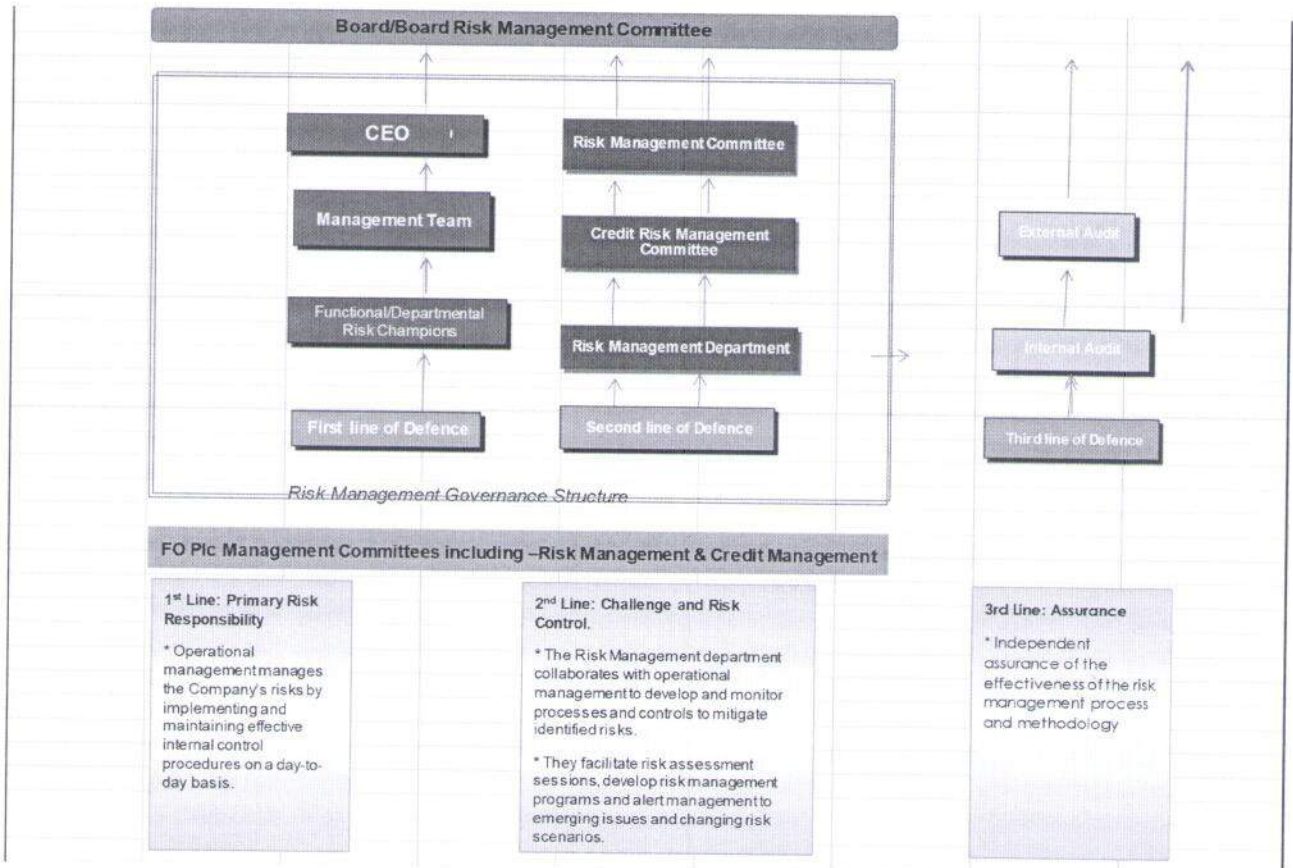 Board/Board Risk Management Committee
CEO
Risk Management Committee
Management Team
Credit Risk Management
Committee
External Audit
Functional/Departmental
Risk Champions
Risk Management Department
Internal Audit
First line of Defence
Second line of Defence
Third line of Defence
Risk Management Governance Structure
FO Plc Management Committees including –Risk Management & Credit Management
1st Line: Primary Risk
Responsibility
* Operational
management manages
the Company's risks by
implementing and
maintaining effective
internal control
procedures on a day-to-
day basis.
2nd Line: Challenge and Risk
Control.
* The Risk Management department
collaborates with operational
management to develop and monitor
processes and controls to mitigate
identified risks.
* They facilitate risk assessment
sessions, develop risk management
programs and alert management to
emerging issues and changing risk
scenarios.
3rd Line: Assurance
* Independent
assurance of the
effectiveness of the risk
management process
and methodology